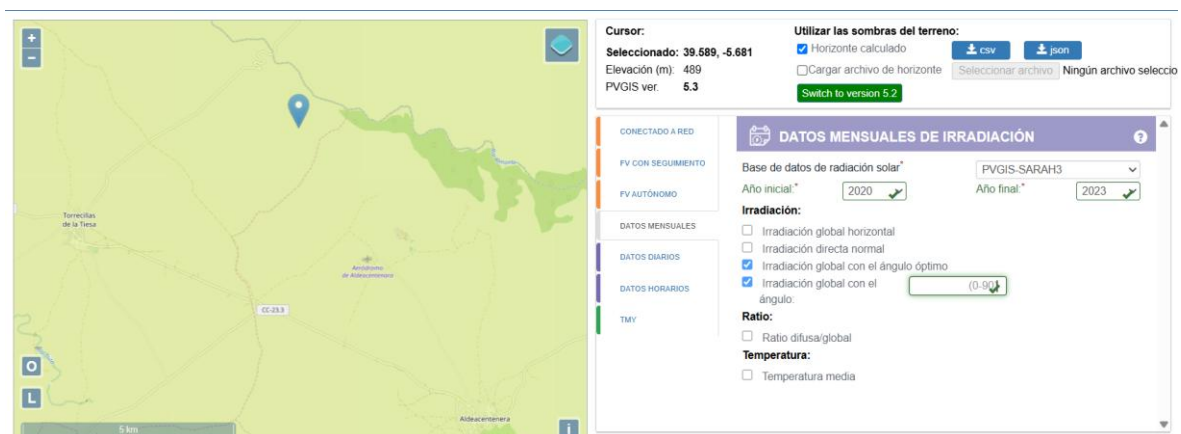 +
−
Torrecillas
de la Tiesa
Aeródromo
de Aldeacentenera
CC-23.3
O
L
5 km
Aldeacentenera
i
Cursor:
Seleccionado: 39.589, -5.681
Elevación (m): 489
PVGIS ver. 5.3
Utilizar las sombras del terreno:
Horizonte calculado
csv
json
Cargar archivo de horizonte
Seleccionar archivo Ningún archivo seleccio
Switch to version 5.2
CONECTADO A RED
FV CON SEGUIMIENTO
FV AUTÓNOMO
DATOS MENSUALES
DATOS DIARIOS
DATOS HORARIOS
TMY
DATOS MENSUALES DE IRRADIACIÓN
?
Base de datos de radiación solar* PVGIS-SARAH3
Año inicial:* 2020 Año final:* 2023
Irradiación:
Irradiación global horizontal
Irradiación directa normal
Irradiación global con el ángulo óptimo
Irradiación global con el
ángulo:
(0-90)
Ratio:
Ratio difusa/global
Temperatura:
Temperatura media